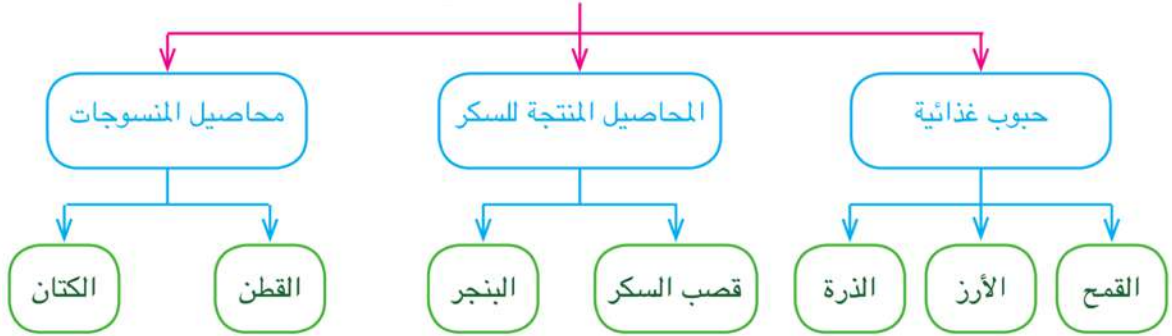 حبوب غذائية
المحاصيل المنتجة للسكر
محاصيل المنسوجات
القمح
الأرز
الذرة
قصب السكر
البنجر
القطن
الكتان